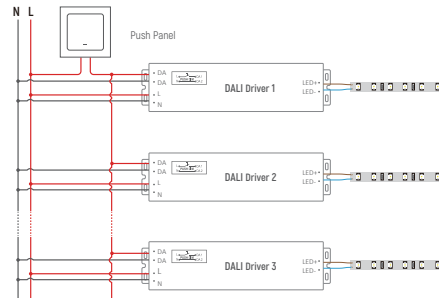 N L
Push Panel
DA
DA
L
N
DALI Driver 1
LED+
LED-
DA
DA
L
N
DALI Driver 2
LED+
LED-
DA
DA
L
N
DALI Driver 3
LED+
LED-